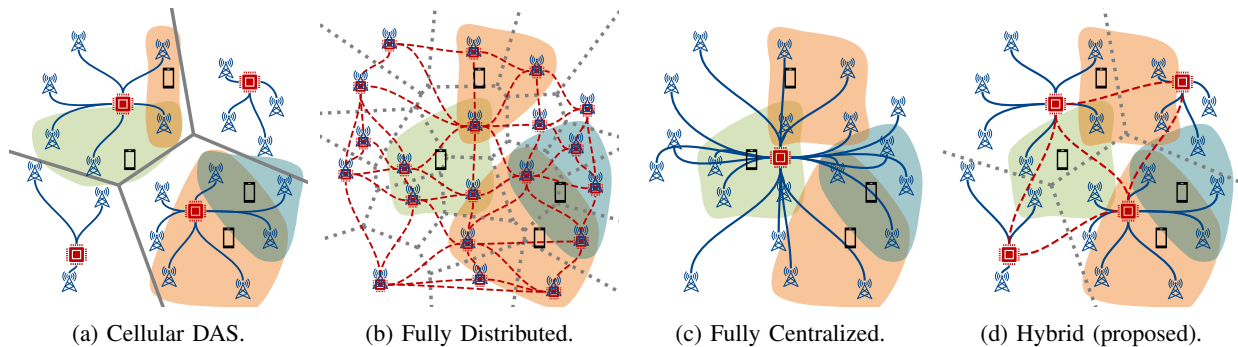 (a) Cellular DAS.
(b) Fully Distributed.
(c) Fully Centralized.
(d) Hybrid (proposed).